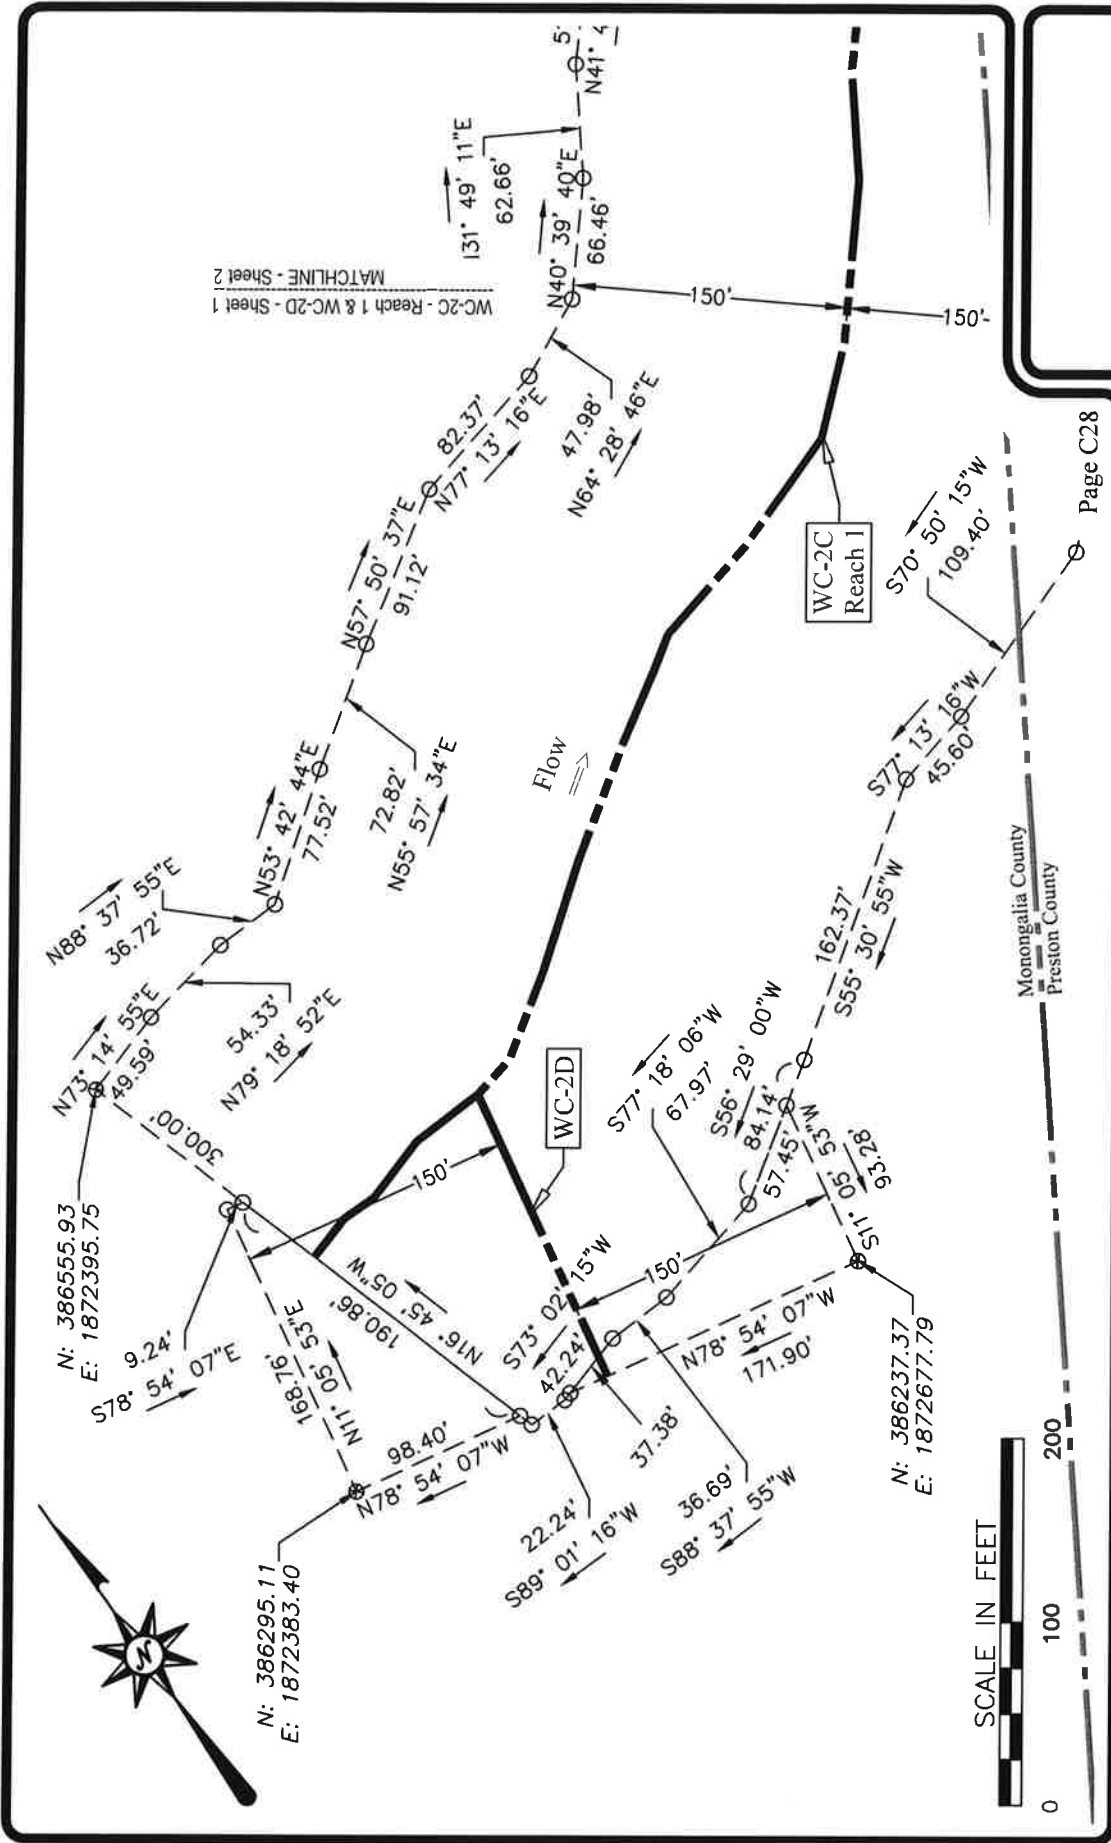 N73° 14' 55"E
49.59'
N: 386555.93
E: 1872395.75
300.00'
N79° 18' 52"E
54.33'
N88° 37' 55"E
36.72'
N53° 42' 44"E
77.52'
72.82'
N55° 57' 34"E
N57° 50' 37"E
91.12'
82.37'
N77° 13' 16"E
47.98'
N64° 28' 46"E
WC-2C - Reach 1 & WC-2D - Sheet 1
MATCHLINE - Sheet 2
N40° 39' 40"E
66.46'
131° 49' 11"E
62.66'
N41° 4
5'
150'
150'
Flow
WC-2C
Reach 1
WC-2D
150'
150'
9.24'
S78° 54' 07"E
168.76'
N11° 05' 53"E
190.86'
N16° 45' 05"W
98.40'
N78° 54' 07"W
N: 386295.11
E: 1872383.40
S73° 02' 15"W
42.24'
37.38'
22.24'
S89° 01' 16"W
36.69'
S88° 37' 55"W
N78° 54' 07"W
171.90'
N: 386237.37
E: 1872677.79
S11° 05' 53"W
93.28'
57.45'
84.14'
S56° 29' 00"W
S77° 18' 06"W
67.97'
162.37'
S55° 30' 55"W
S77° 13' 16"W
45.60'
S70° 50' 15"W
109.40'
Monongalia County
Preston County
N
SCALE IN FEET
0 100 200
Page C28